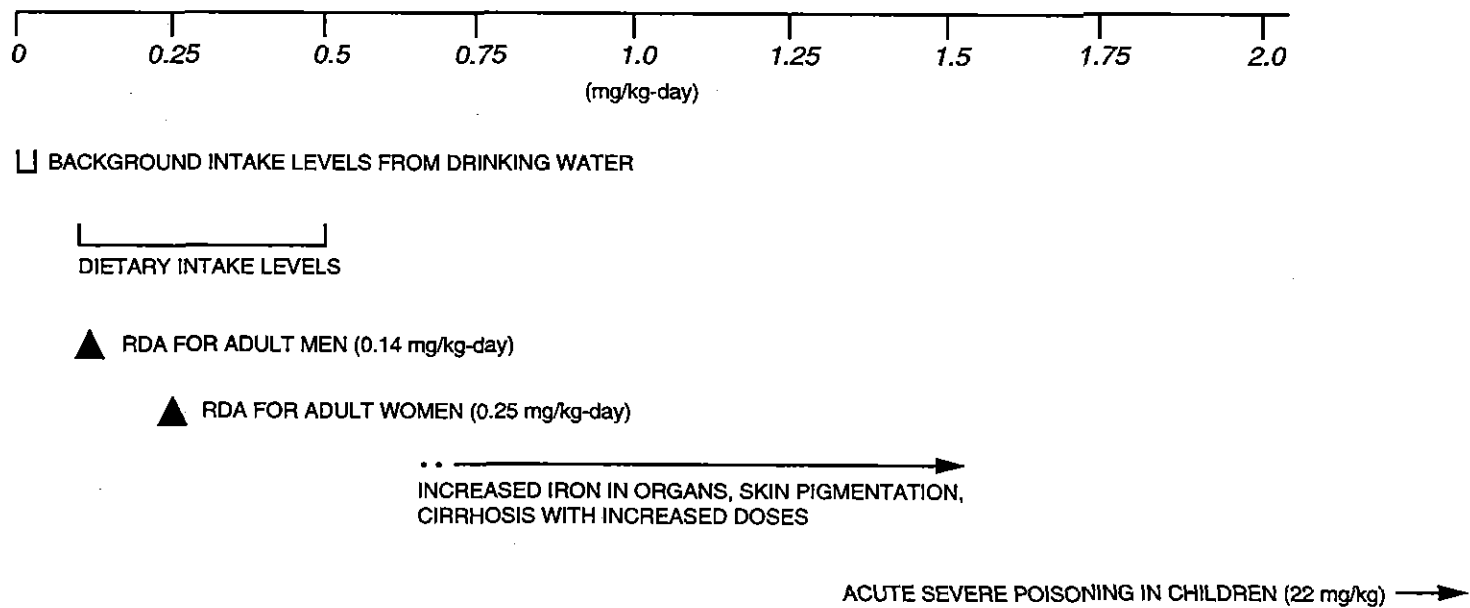 0 0.25 0.5 0.75 1.0 1.25 1.5 1.75 2.0
(mg/kg-day)
BACKGROUND INTAKE LEVELS FROM DRINKING WATER
DIETARY INTAKE LEVELS
RDA FOR ADULT MEN (0.14 mg/kg-day)
RDA FOR ADULT WOMEN (0.25 mg/kg-day)
INCREASED IRON IN ORGANS, SKIN PIGMENTATION,
CIRRHOSIS WITH INCREASED DOSES
ACUTE SEVERE POISONING IN CHILDREN (22 mg/kg)